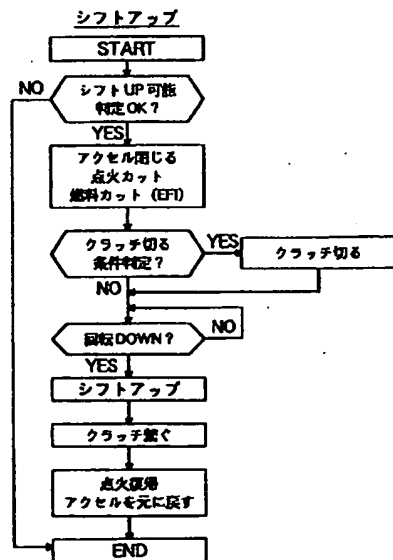 シフトアップ
START
シフトUP可能
判定OK?
NO
YES
アクセル閉じる
点火カット
燃料カット(EFI)
クラッチ切る
条件判定?
YES
クラッチ切る
NO
回転DOWN?
NO
YES
シフトアップ
クラッチ繋ぐ
点火復帰
アクセルを元に戻す
END